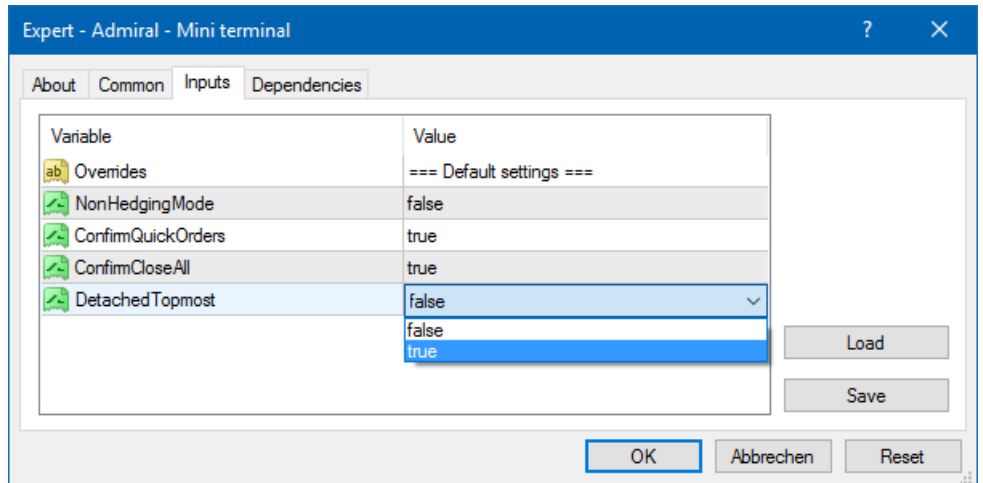 Expert - Admiral - Mini terminal ?
About Common Inputs Dependencies
Variable Value
ab Overrides === Default settings ===
NonHedgingMode false
ConfirmQuickOrders true
ConfirmCloseAll true
DetachedTopmost false
false
true
Load
Save
OK Abbrechen Reset